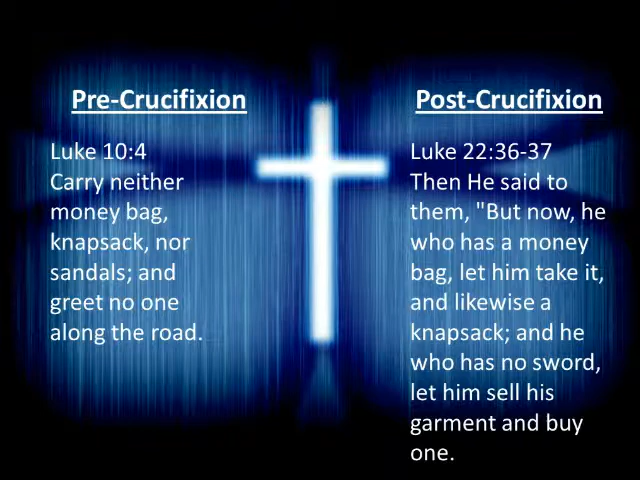 Pre-Crucifixion
Luke 10:4
Carry neither
money bag,
knapsack, nor
sandals; and
greet no one
along the road.
Post-Crucifixion
Luke 22:36-37
Then He said to
them, "But now, he
who has a money
bag, let him take it,
and likewise a
knapsack; and he
who has no sword,
let him sell his
garment and buy
one.